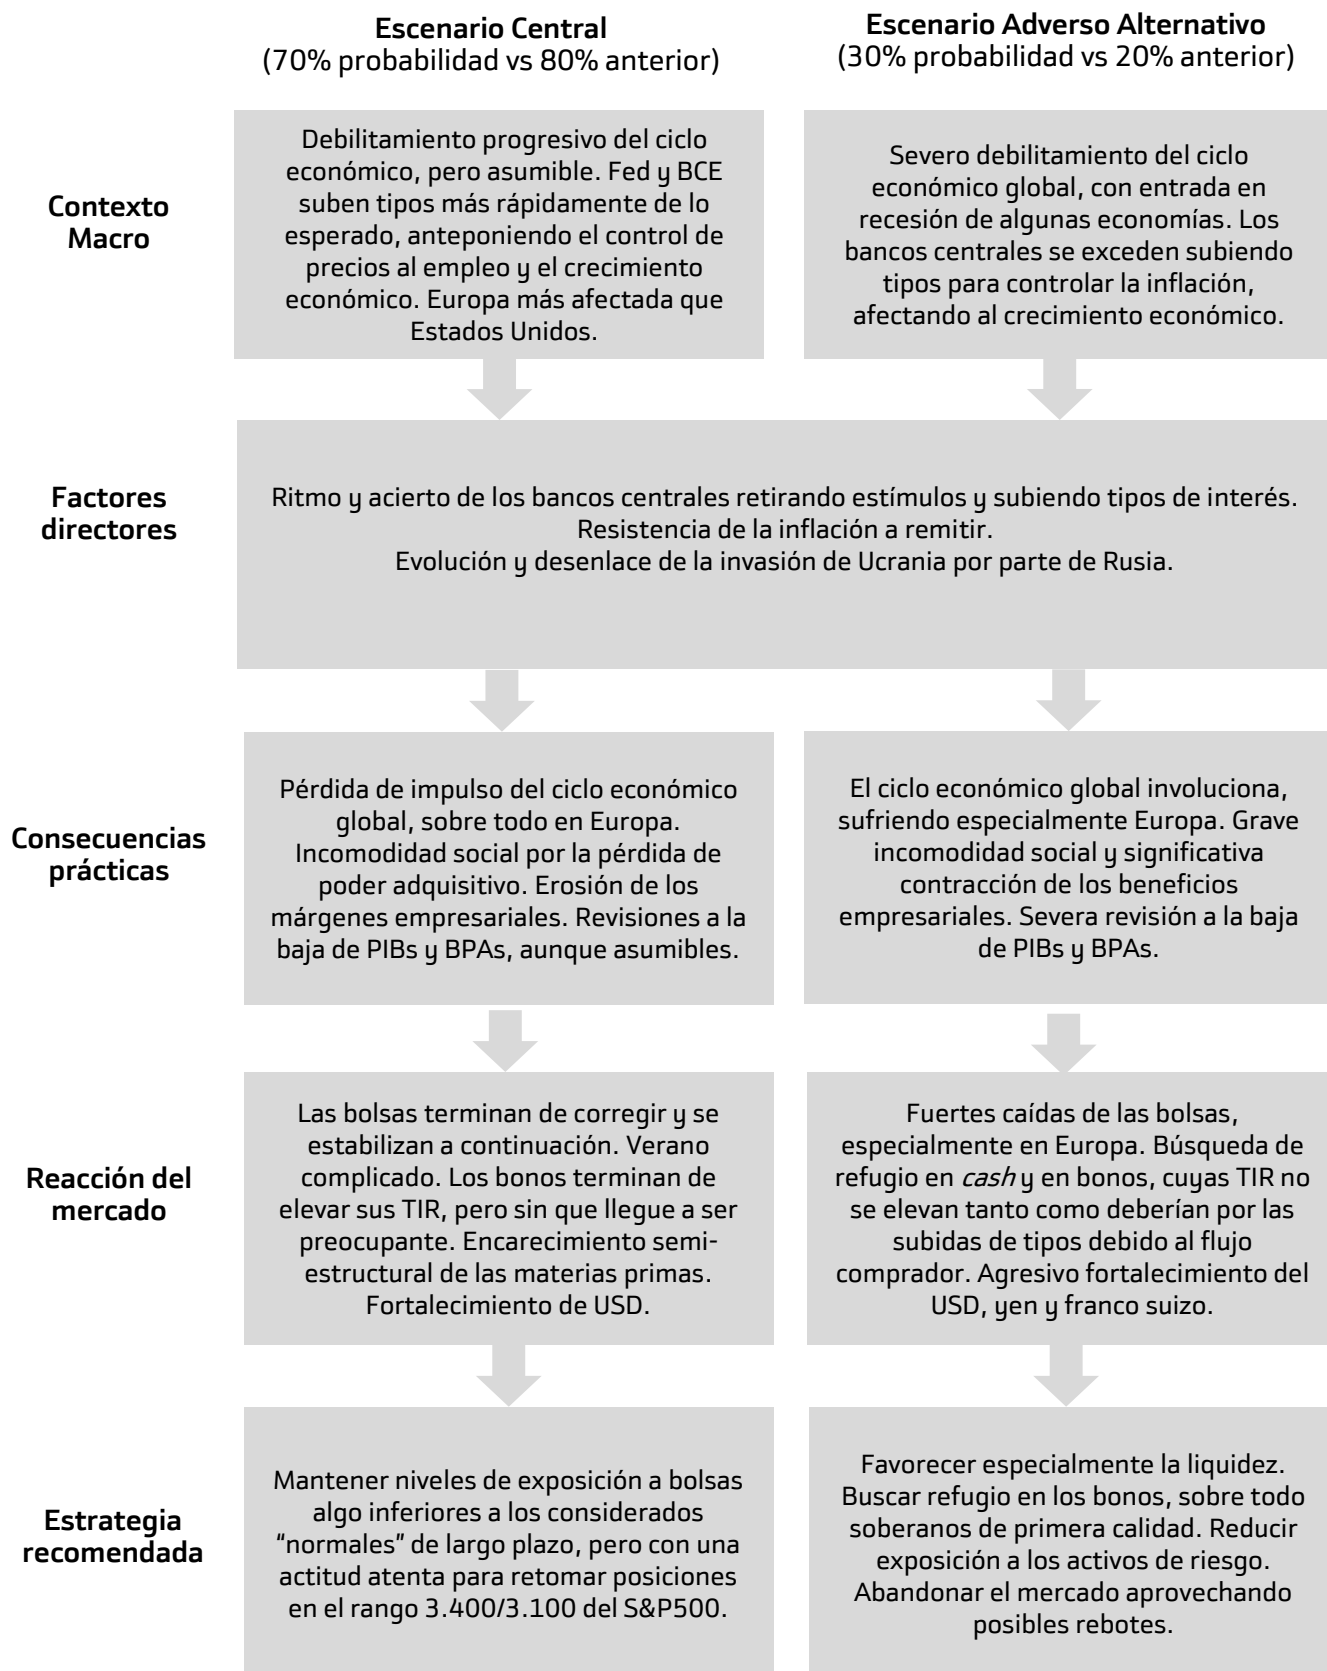 Escenario Central
(70% probabilidad vs 80% anterior)
Escenario Adverso Alternativo
(30% probabilidad vs 20% anterior)
Contexto
Macro
Debilitamiento progresivo del ciclo
económico, pero asumible. Fed y BCE
suben tipos más rápidamente de lo
esperado, anteponiendo el control de
precios al empleo y el crecimiento
económico. Europa más afectada que
Estados Unidos.
Severo debilitamiento del ciclo
económico global, con entrada en
recesión de algunas economías. Los
bancos centrales se exceden subiendo
tipos para controlar la inflación,
afectando al crecimiento económico.
Factores
directores
Ritmo y acierto de los bancos centrales retirando estímulos y subiendo tipos de interés.
Resistencia de la inflación a remitir.
Evolución y desenlace de la invasión de Ucrania por parte de Rusia.
Consecuencias
prácticas
Pérdida de impulso del ciclo económico
global, sobre todo en Europa.
Incomodidad social por la pérdida de
poder adquisitivo. Erosión de los
márgenes empresariales. Revisiones a la
baja de PIBs y BPAs, aunque asumibles.
El ciclo económico global involuciona,
sufriendo especialmente Europa. Grave
incomodidad social y significativa
contracción de los beneficios
empresariales. Severa revisión a la baja
de PIBs y BPAs.
Reacción del
mercado
Las bolsas terminan de corregir y se
estabilizan a continuación. Verano
complicado. Los bonos terminan de
elevar sus TIR, pero sin que llegue a ser
preocupante. Encarecimiento semi-
estructural de las materias primas.
Fortalecimiento de USD.
Fuertes caídas de las bolsas,
especialmente en Europa. Búsqueda de
refugio en cash y en bonos, cuyas TIR no
se elevan tanto como deberían por las
subidas de tipos debido al flujo
comprador. Agresivo fortalecimiento del
USD, yen y franco suizo.
Estrategia
recomendada
Mantener niveles de exposición a bolsas
algo inferiores a los considerados
“normales” de largo plazo, pero con una
actitud atenta para retomar posiciones
en el rango 3.400/3.100 del S&P500.
Favorecer especialmente la liquidez.
Buscar refugio en los bonos, sobre todo
soberanos de primera calidad. Reducir
exposición a los activos de riesgo.
Abandonar el mercado aprovechando
posibles rebotes.